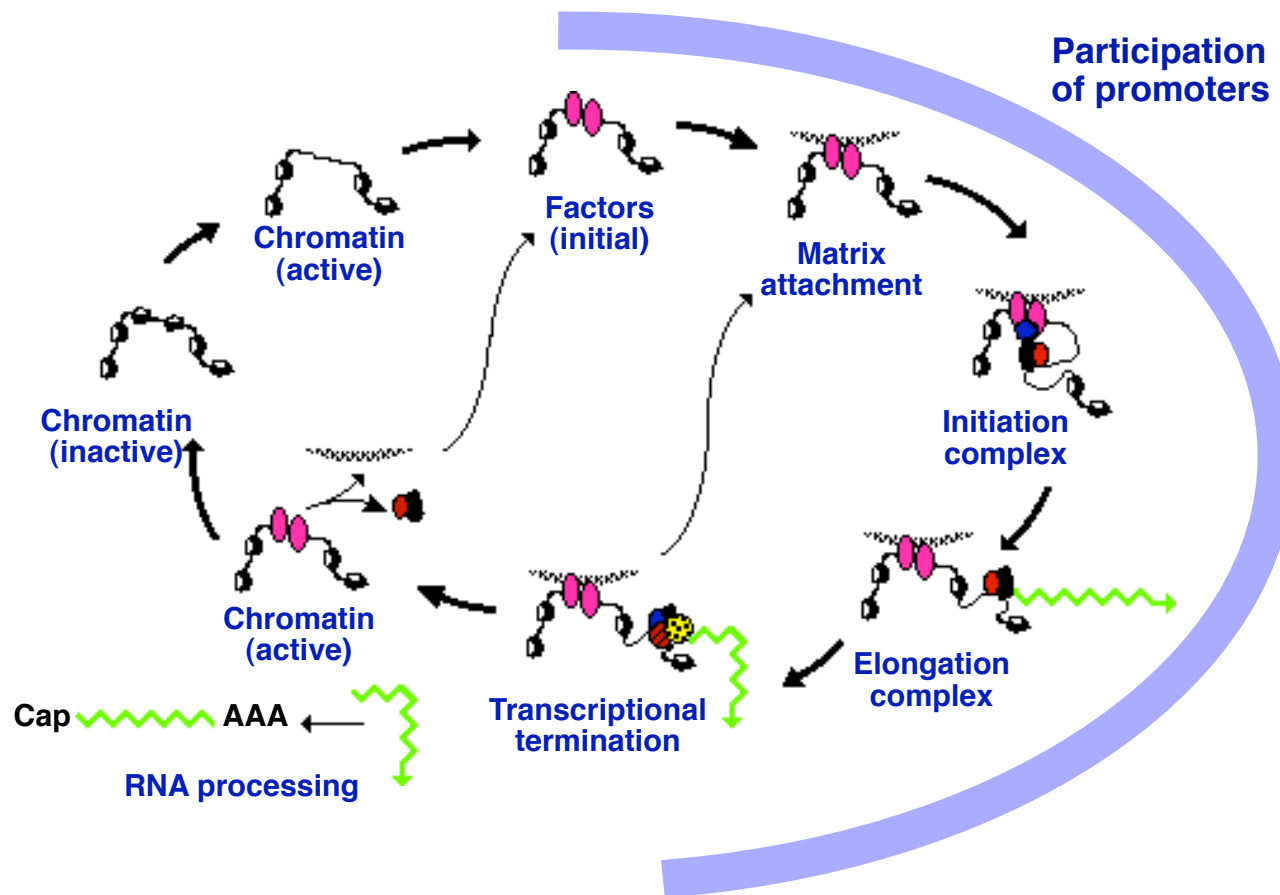 Participation
of promoters
Factors
(initial)
Chromatin
(active)
Matrix
attachment
Chromatin
(inactive)
Initiation
complex
Chromatin
(active)
Elongation
complex
Transcriptional
termination
Cap AAA
RNA processing